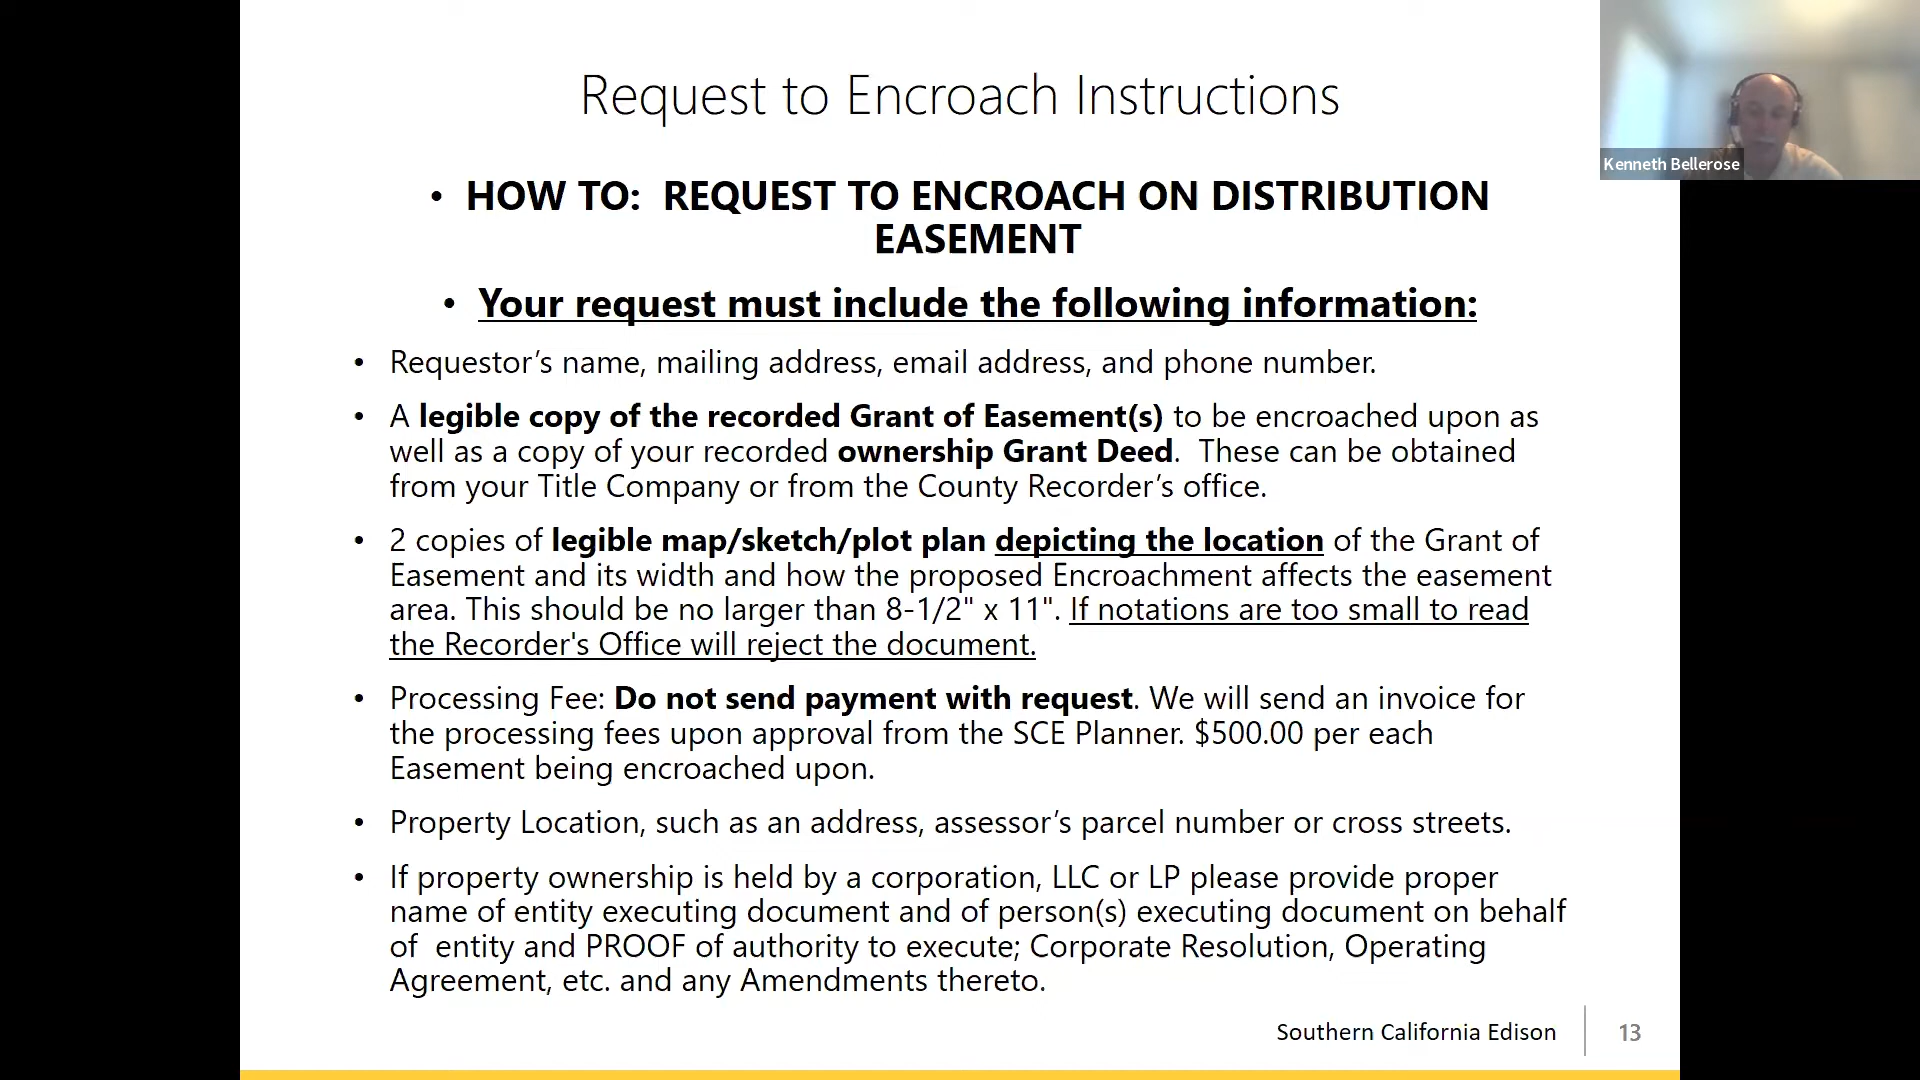 Request to Encroach Instructions
Kenneth Bellerose
• HOW TO: REQUEST TO ENCROACH ON DISTRIBUTION
EASEMENT
• Your request must include the following information:
• Requestor’s name, mailing address, email address, and phone number.
• A legible copy of the recorded Grant of Easement(s) to be encroached upon as
well as a copy of your recorded ownership Grant Deed. These can be obtained
from your Title Company or from the County Recorder’s office.
• 2 copies of legible map/sketch/plot plan depicting the location of the Grant of
Easement and its width and how the proposed Encroachment affects the easement
area. This should be no larger than 8-1/2" x 11". If notations are too small to read
the Recorder's Office will reject the document.
• Processing Fee: Do not send payment with request. We will send an invoice for
the processing fees upon approval from the SCE Planner. $500.00 per each
Easement being encroached upon.
• Property Location, such as an address, assessor’s parcel number or cross streets.
• If property ownership is held by a corporation, LLC or LP please provide proper
name of entity executing document and of person(s) executing document on behalf
of entity and PROOF of authority to execute; Corporate Resolution, Operating
Agreement, etc. and any Amendments thereto.
Southern California Edison
13